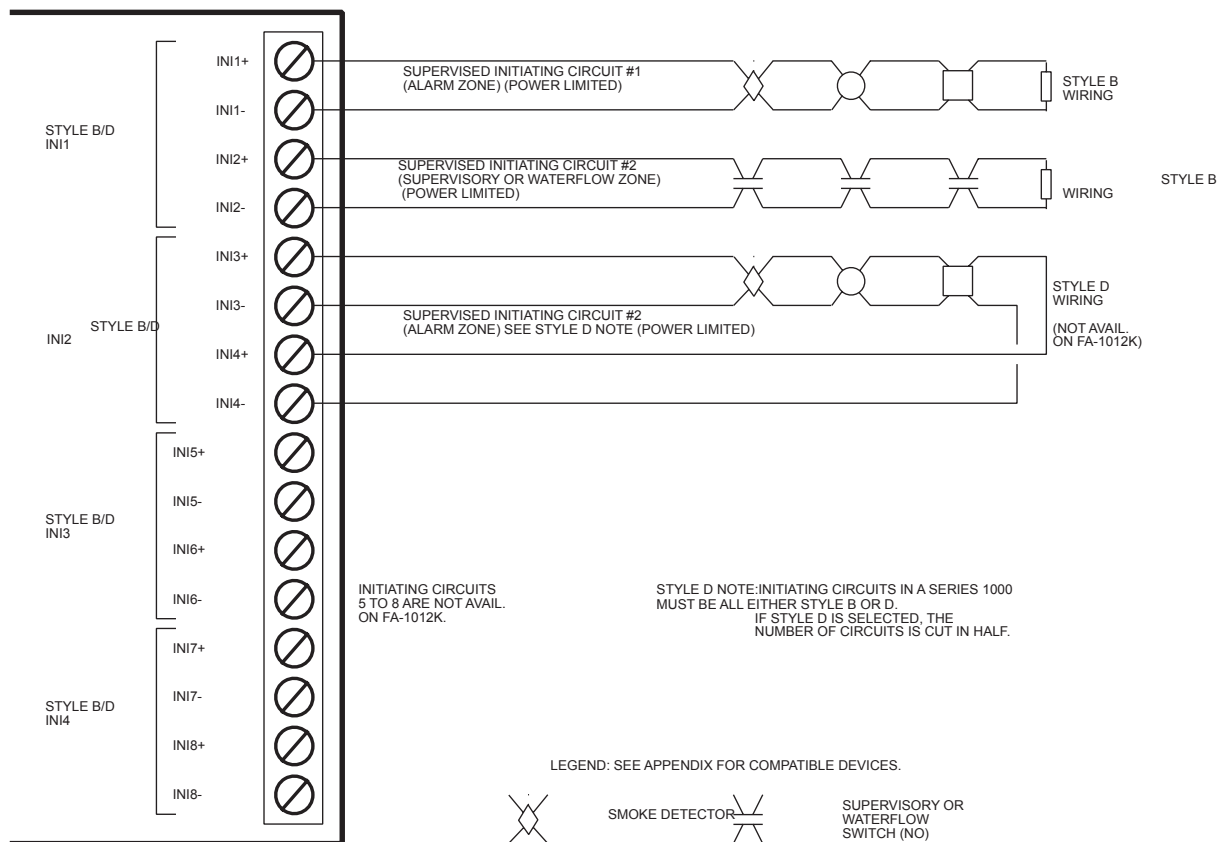 INI1+
SUPERVISED INITIATING CIRCUIT #1
(ALARM ZONE) (POWER LIMITED)
STYLE B
WIRING
INI1-
STYLE B/D
INI1
INI2+
SUPERVISED INITIATING CIRCUIT #2
(SUPERVISORY OR WATERFLOW ZONE)
(POWER LIMITED)
WIRING
STYLE B
INI2-
INI3+
INI3-
SUPERVISED INITIATING CIRCUIT #2
(ALARM ZONE) SEE STYLE D NOTE (POWER LIMITED)
STYLE D
WIRING
(NOT AVAIL.
ON FA-1012K)
STYLE B/D
INI2
INI4+
INI4-
INI5+
INI5-
STYLE B/D
INI3
INI6+
INI6-
INITIATING CIRCUITS
5 TO 8 ARE NOT AVAIL.
ON FA-1012K.
STYLE D NOTE:INITIATING CIRCUITS IN A SERIES 1000
MUST BE ALL EITHER STYLE B OR D.
IF STYLE D IS SELECTED, THE
NUMBER OF CIRCUITS IS CUT IN HALF.
INI7+
INI7-
STYLE B/D
INI4
INI8+
INI8-
LEGEND: SEE APPENDIX FOR COMPATIBLE DEVICES.
SMOKE DETECTOR
SUPERVISORY OR
WATERFLOW
SWITCH (NO)